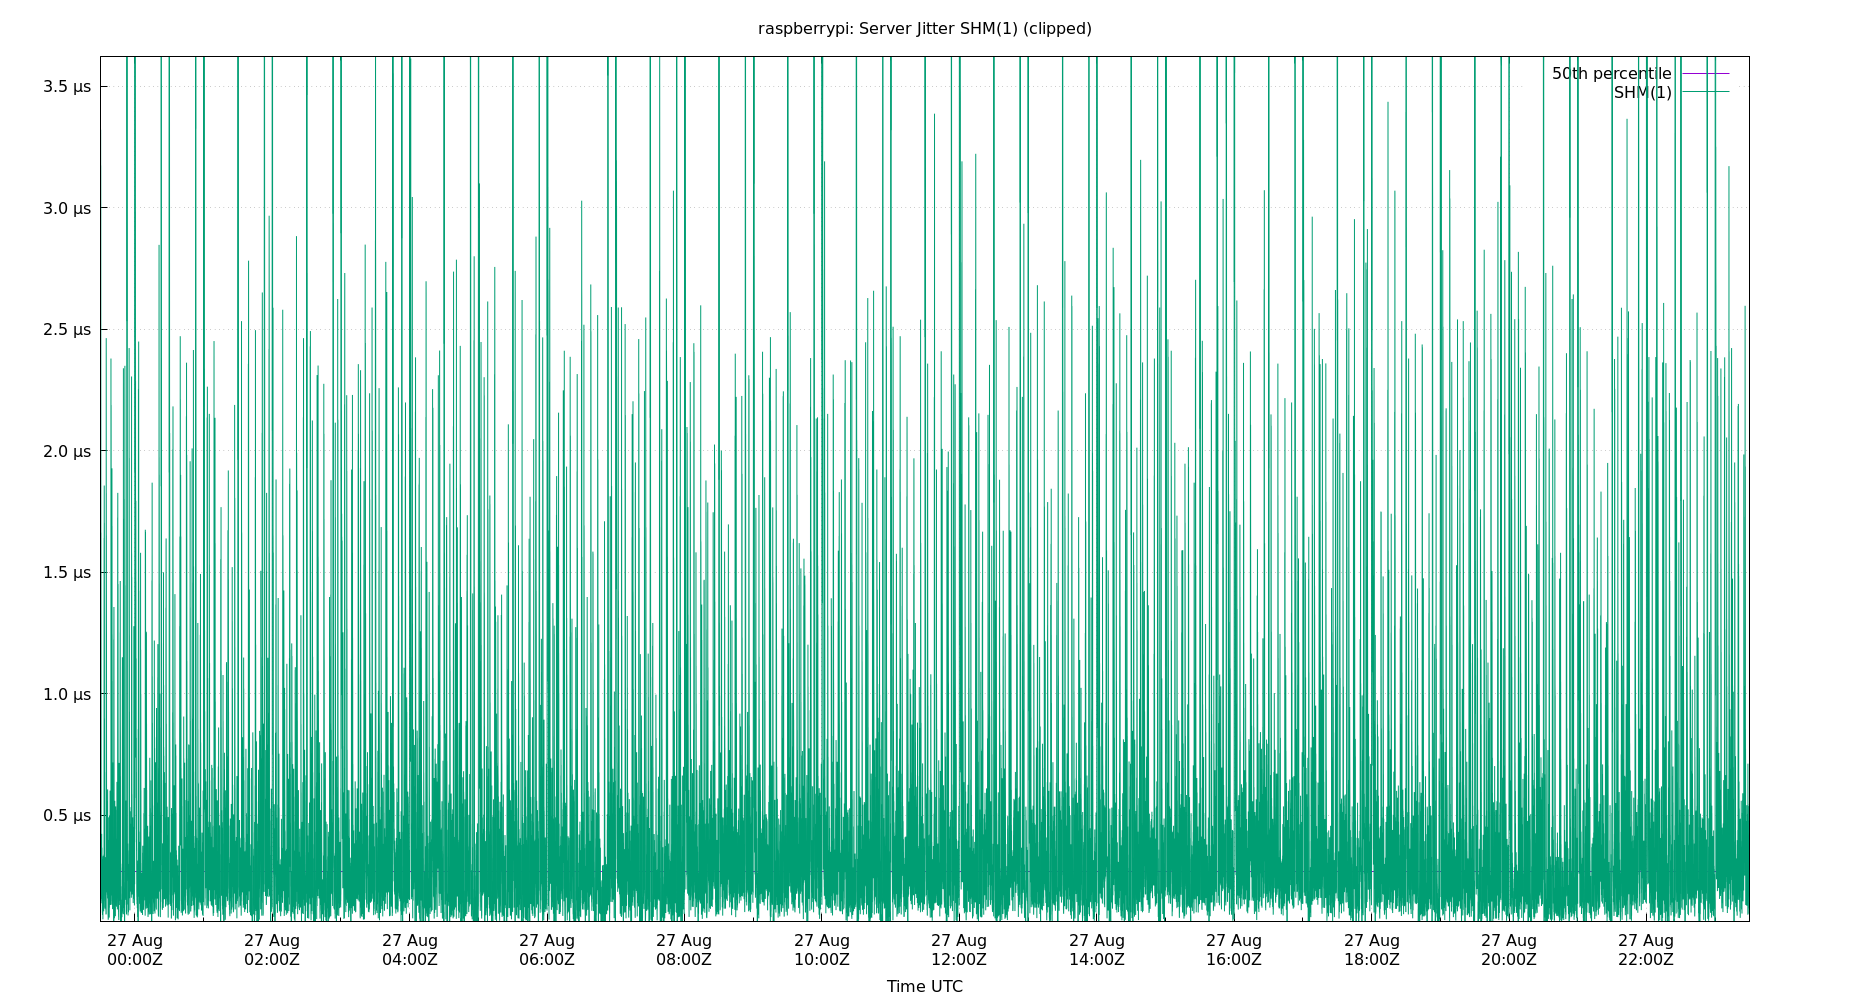 raspberrypi: Server Jitter SHM(1) (clipped)
50th percentile
SHM(1)
3.5 µs
3.0 µs
2.5 µs
2.0 µs
1.5 µs
1.0 µs
0.5 µs
27 Aug 27 Aug 27 Aug 27 Aug 27 Aug 27 Aug 27 Aug 27 Aug 27 Aug 27 Aug 27 Aug 27 Aug
00:00Z 02:00Z 04:00Z 06:00Z 08:00Z 10:00Z 12:00Z 14:00Z 16:00Z 18:00Z 20:00Z 22:00Z
Time UTC